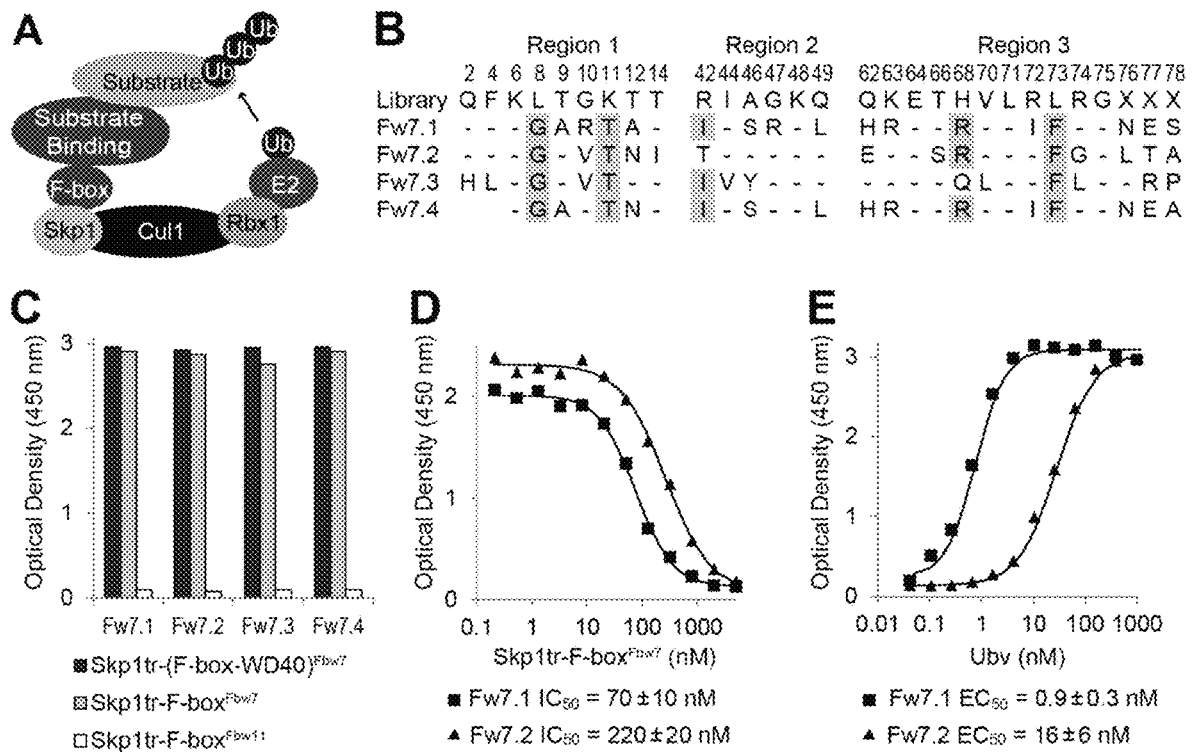 A
Ub
Ub
Ub
Substrate
Substrate
Binding
Ub
F-box
E2
Skp1
Cul1
Rbx1
B
Region 1 Region 2 Region 3
2 4 6 8 9 10 11 12 14 42 44 46 47 48 49 62 63 64 66 68 70 71 72 73 74 75 76 77 78
Library Q F K L T G K T T R I A G K Q Q K E T H V L R L R G X X X
Fw7.1 - - - G A R T A - I - S R - L H R - - R - - I F - - N E S
Fw7.2 - - - G - V T N I T - - - - - E - - S R - - - F G - L T A
Fw7.3 H L - G - V T - - I V Y - - - - - - - Q L - - F L - - R P
Fw7.4 - G A - T N - I - S - - L H R - - R - - I F - - N E A
C
Optical Density (450 nm)
3
2
1
0
Fw7.1 Fw7.2 Fw7.3 Fw7.4
Skp1tr-(F-box-WD40)Fbw7
Skp1tr-F-boxFbw7
Skp1tr-F-boxFbw11
D
Optical Density (450 nm)
2
1
0
0.1 1 10 100 1000
Skp1tr-F-boxFbw7 (nM)
■ Fw7.1 IC50 = 70±10 nM
▲ Fw7.2 IC50 = 220±20 nM
E
Optical Density (450 nm)
3
2
1
0
0.01 0.1 1 10 100 1000
Ubv (nM)
■ Fw7.1 EC50 = 0.9±0.3 nM
▲ Fw7.2 EC50 = 16±6 nM